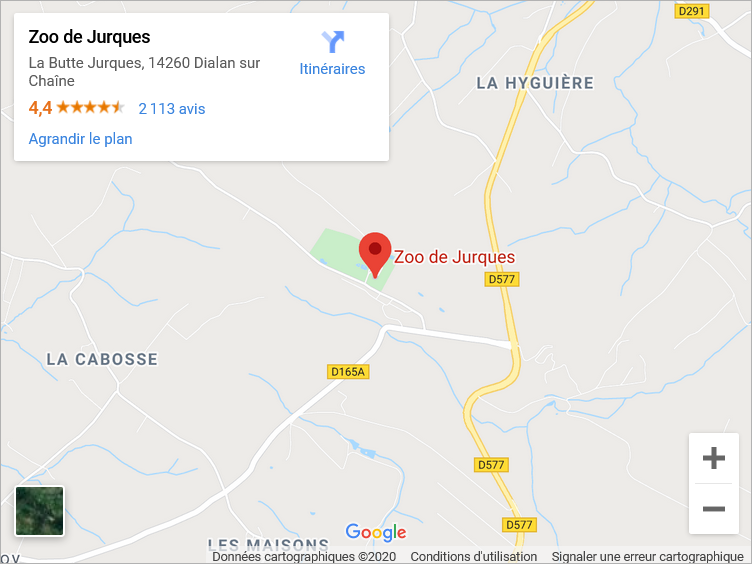 Zoo de Jurques
La Butte Jurques, 14260 Dialan sur
Chaîne
4,4
2 113 avis
Agrandir le plan
Itinéraires
D291
LA HYGUIÈRE
Zoo de Jurques
D577
LA CABOSSE
D165A
D577
D577
Google
LES MAISONS
Données cartographiques ©2020
Conditions d'utilisation
Signaler une erreur cartographique